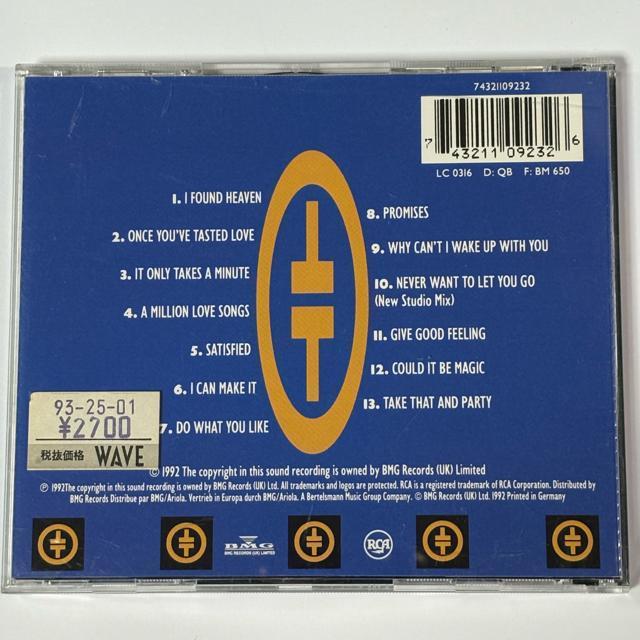 74321109232
7 43211 09232 6
LC 0316 D: QB F: BM 650
1. I FOUND HEAVEN
2. ONCE YOU'VE TASTED LOVE
3. IT ONLY TAKES A MINUTE
4. A MILLION LOVE SONGS
5. SATISFIED
6. I CAN MAKE IT
7. DO WHAT YOU LIKE
8. PROMISES
9. WHY CAN'T I WAKE UP WITH YOU
10. NEVER WANT TO LET YOU GO
(New Studio Mix)
11. GIVE GOOD FEELING
12. COULD IT BE MAGIC
13. TAKE THAT AND PARTY
93-25-01
¥2700
税抜価格 WAVE
© 1992 The copyright in this sound recording is owned by BMG Records (UK) Limited
℗ 1992The copyright in this sound recording is owned by BMG Records (UK) Ltd. All trademarks and logos are protected. RCA is a registered trademark of RCA Corporation. Distributed by
BMG Records Distribue par BMG/Ariola. Vertrieb in Europa durch BMG/Ariola. A Bertelsmann Music Group Company. © BMG Records (UK) Ltd. 1992 Printed in Germany
BMG
BMG RECORDS (UK) LIMITED
RCA